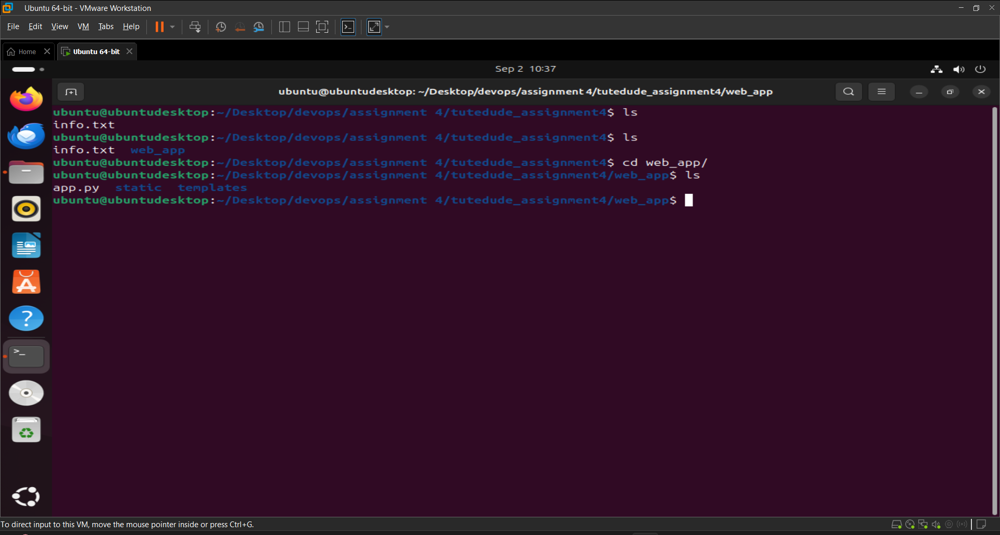 Ubuntu 64-bit - VMware Workstation
File Edit View VM Tabs Help
Home Ubuntu 64-bit
Sep 2 10:37
ubuntu@ubuntudesktop: ~/Desktop/devops/assignment 4/tutedude_assignment4/web_app
ubuntu@ubuntudesktop:~/Desktop/devops/assignment 4/tutedude_assignment4$ ls
info.txt
ubuntu@ubuntudesktop:~/Desktop/devops/assignment 4/tutedude_assignment4$ ls
info.txt web_app
ubuntu@ubuntudesktop:~/Desktop/devops/assignment 4/tutedude_assignment4$ cd web_app/
ubuntu@ubuntudesktop:~/Desktop/devops/assignment 4/tutedude_assignment4/web_app$ ls
app.py static templates
ubuntu@ubuntudesktop:~/Desktop/devops/assignment 4/tutedude_assignment4/web_app$
To direct input to this VM, move the mouse pointer inside or press Ctrl+G.